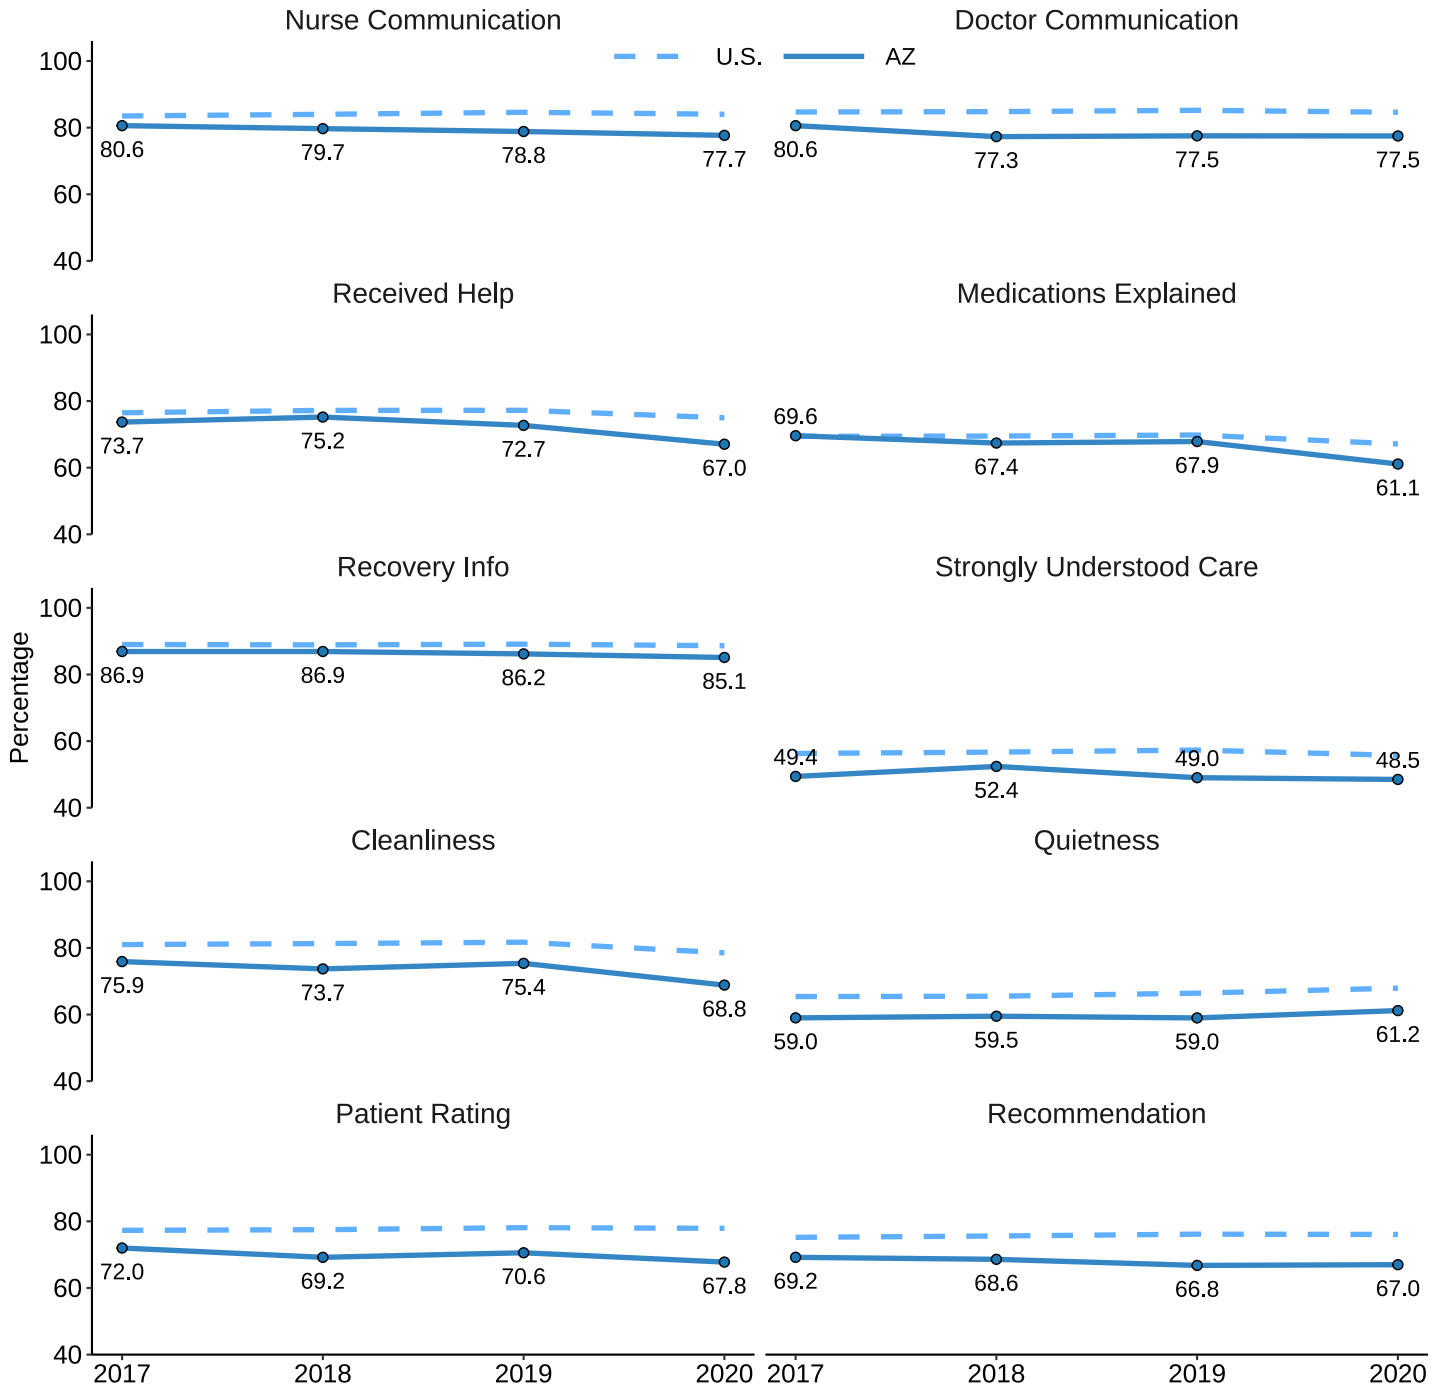 Nurse Communication
Doctor Communication
U.S. AZ
100
80
60
40
80.6 79.7 78.8 77.7
80.6 77.3 77.5 77.5
Received Help
Medications Explained
100
80
60
40
73.7 75.2 72.7 67.0
69.6 67.4 67.9 61.1
Recovery Info
Strongly Understood Care
Percentage
100
80
60
40
86.9 86.9 86.2 85.1
49.4 52.4 49.0 48.5
Cleanliness
Quietness
100
80
60
40
75.9 73.7 75.4 68.8
59.0 59.5 59.0 61.2
Patient Rating
Recommendation
100
80
60
40
72.0 69.2 70.6 67.8
69.2 68.6 66.8 67.0
2017 2018 2019 2020
2017 2018 2019 2020